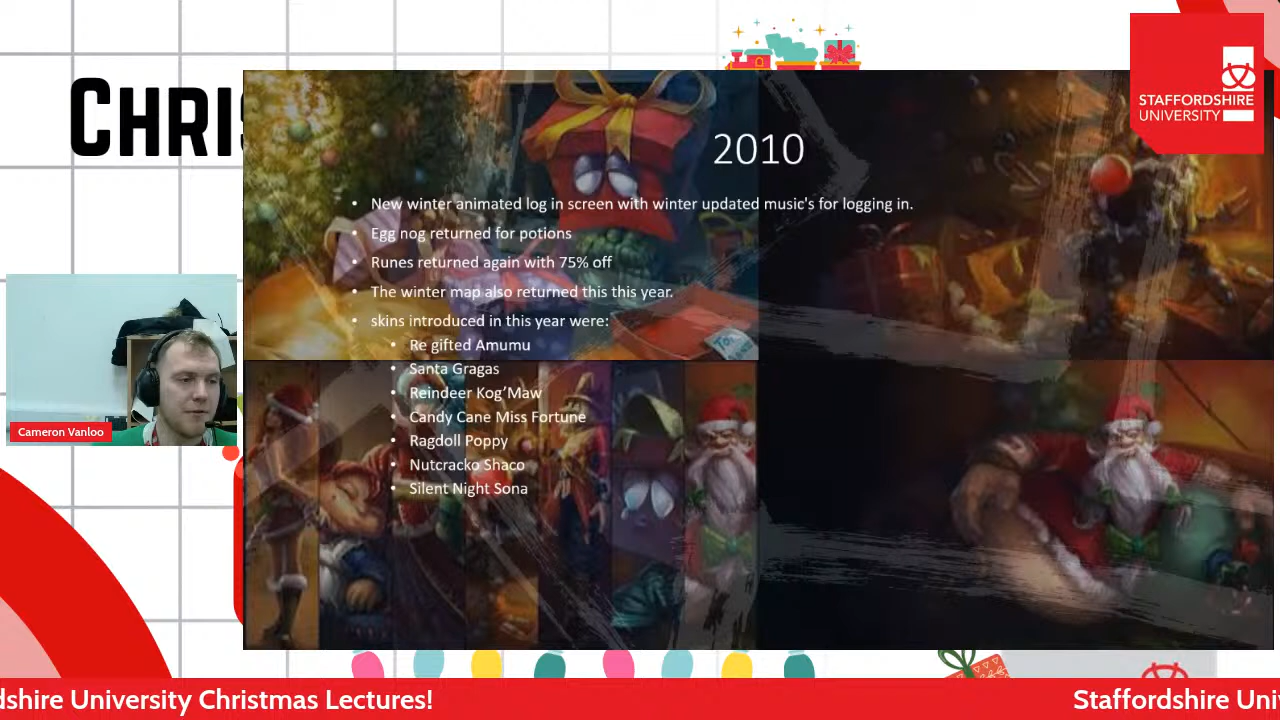 CHRIS
STAFFORDSHIRE
UNIVERSITY
2010
• New winter animated log in screen with winter updated music's for logging in.
• Egg nog returned for potions
• Runes returned again with 75% off
• The winter map also returned this this year.
• skins introduced in this year were:
• Re gifted Amumu
• Santa Gragas
• Reindeer Kog’Maw
• Candy Cane Miss Fortune
• Ragdoll Poppy
• Nutcracko Shaco
• Silent Night Sona
Cameron Vanloo
dshire University Christmas Lectures!
Staffordshire Univ